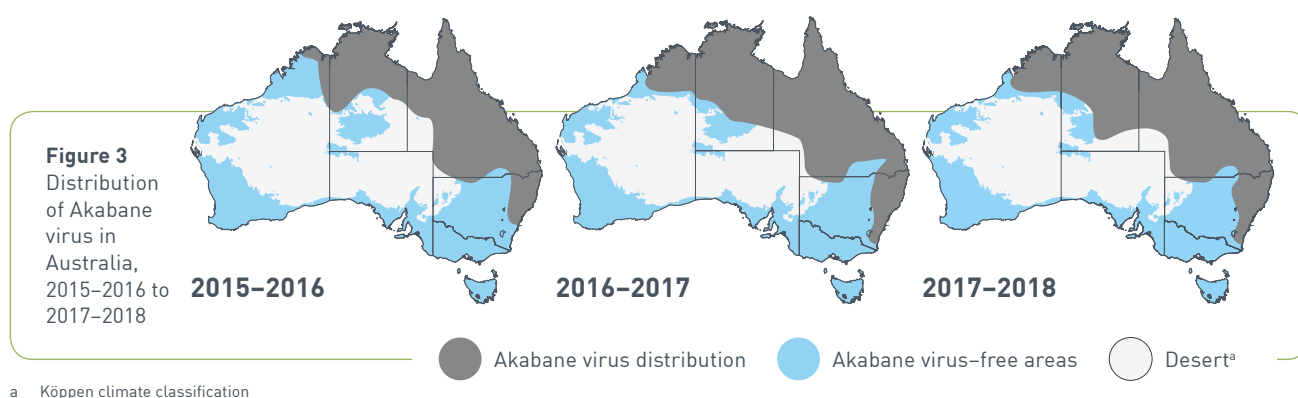 Figure 3
Distribution
of Akabane
virus in
Australia,
2015–2016 to
2017–2018
2015–2016
2016–2017
2017–2018
Akabane virus distribution
Akabane virus–free areas
Desertᵃ
a Köppen climate classification